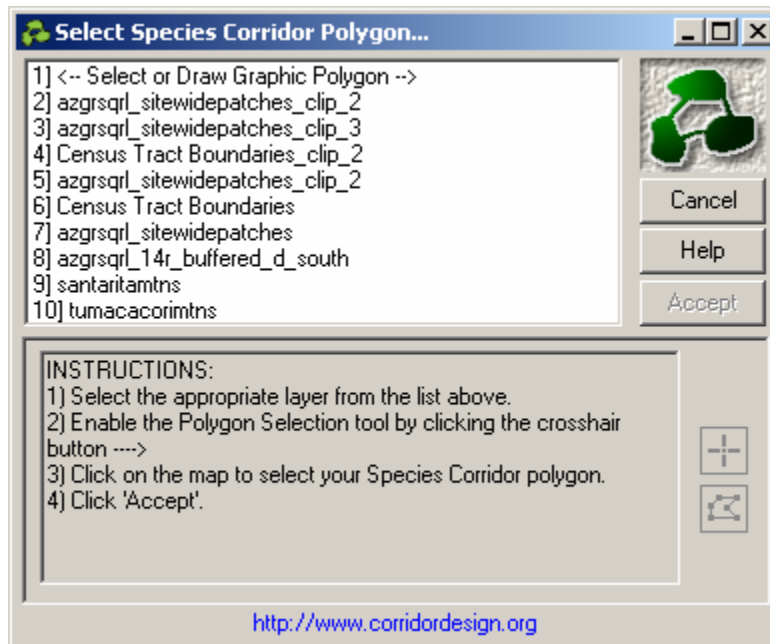 Select Species Corridor Polygon...
1] <-- Select or Draw Graphic Polygon -->
2] azgrsqrl_sitewidepatches_clip_2
3] azgrsqrl_sitewidepatches_clip_3
4] Census Tract Boundaries_clip_2
5] azgrsqrl_sitewidepatches_clip_2
6] Census Tract Boundaries
7] azgrsqrl_sitewidepatches
8] azgrsqrl_14r_buffered_d_south
9] santaritamtns
10] tumacacorimtns
Cancel
Help
Accept
INSTRUCTIONS:
1) Select the appropriate layer from the list above.
2) Enable the Polygon Selection tool by clicking the crosshair
button ---->
3) Click on the map to select your Species Corridor polygon.
4) Click 'Accept'.
http://www.corridordesign.org